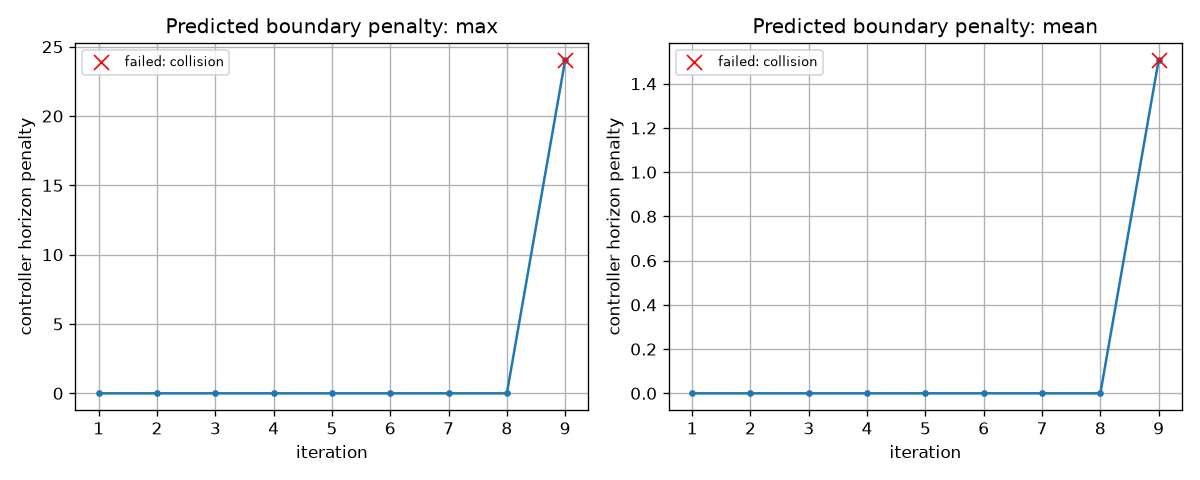 Predicted boundary penalty: max
controller horizon penalty
25
20
15
10
5
0
failed: collision
1 2 3 4 5 6 7 8 9
iteration
Predicted boundary penalty: mean
controller horizon penalty
1.4
1.2
1.0
0.8
0.6
0.4
0.2
0.0
failed: collision
1 2 3 4 5 6 7 8 9
iteration